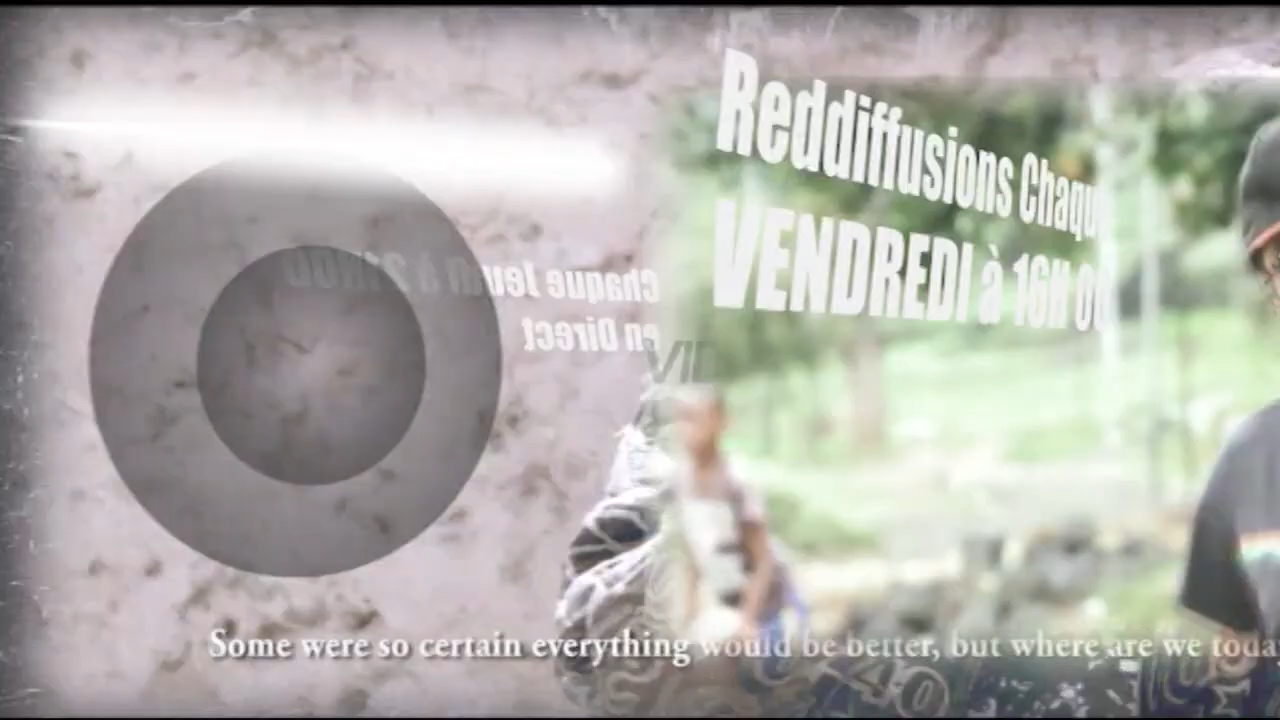 Reddiffusions Chaque
VENDREDI à 16H 00
chaque Jeudi à 21H00
en Direct
Some were so certain everything would be better, but where are we toda